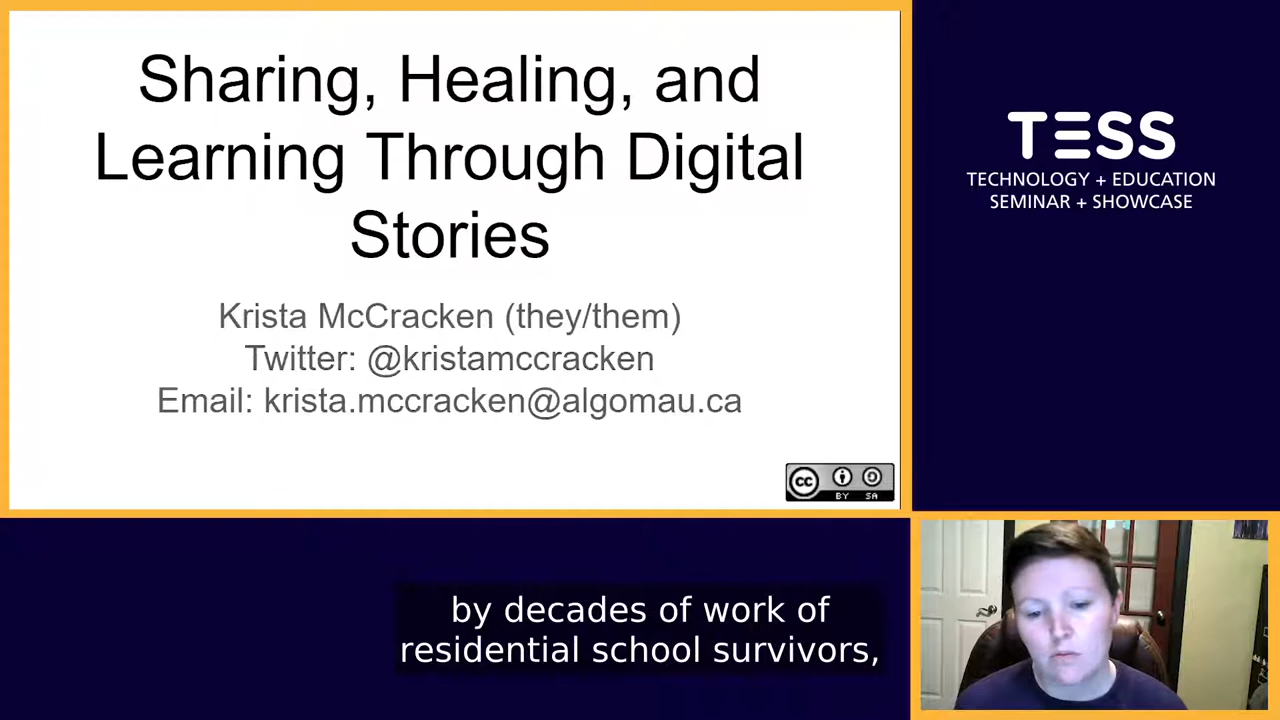 Sharing, Healing, and
Learning Through Digital
Stories
Krista McCracken (they/them)
Twitter: @kristamccracken
Email: krista.mccracken@algomau.ca
cc
BY SA
TESS
TECHNOLOGY + EDUCATION
SEMINAR + SHOWCASE
by decades of work of
residential school survivors,